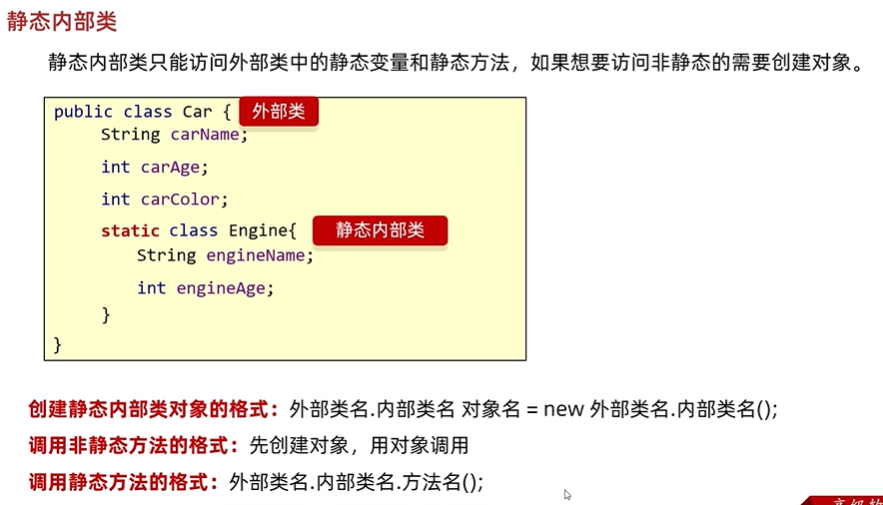 静态内部类
静态内部类只能访问外部类中的静态变量和静态方法，如果想要访问非静态的需要创建对象。
public class Car { 外部类
String carName;
int carAge;
int carColor;
static class Engine{ 静态内部类
String engineName;
int engineAge;
}
}
创建静态内部类对象的格式：外部类名.内部类名 对象名 = new 外部类名.内部类名();
调用非静态方法的格式：先创建对象，用对象调用
调用静态方法的格式：外部类名.内部类名.方法名();